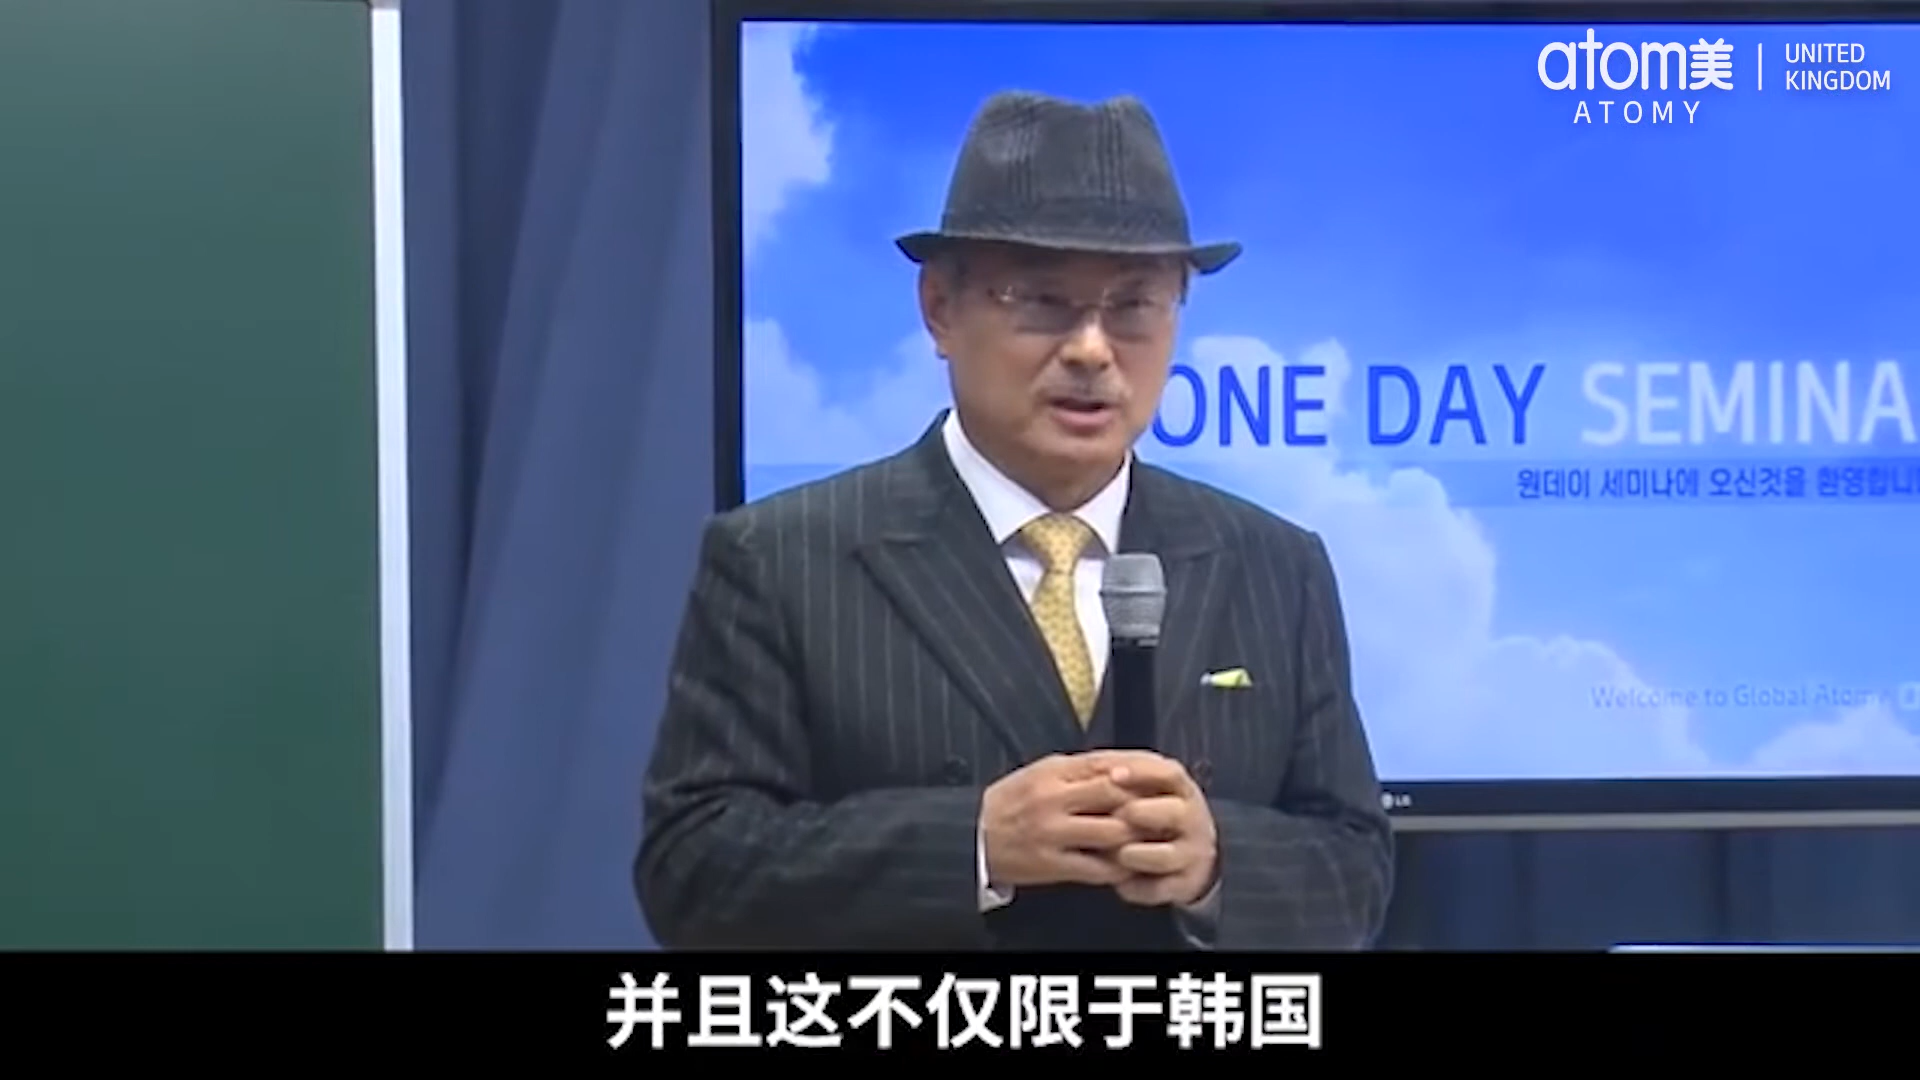 atom美
ATOMY
UNITED
KINGDOM
ONE DAY SEMINA
원데이 세미나에 오신것을 환영합니
Welcome to Global Atomy
LG
并且这不仅限于韩国